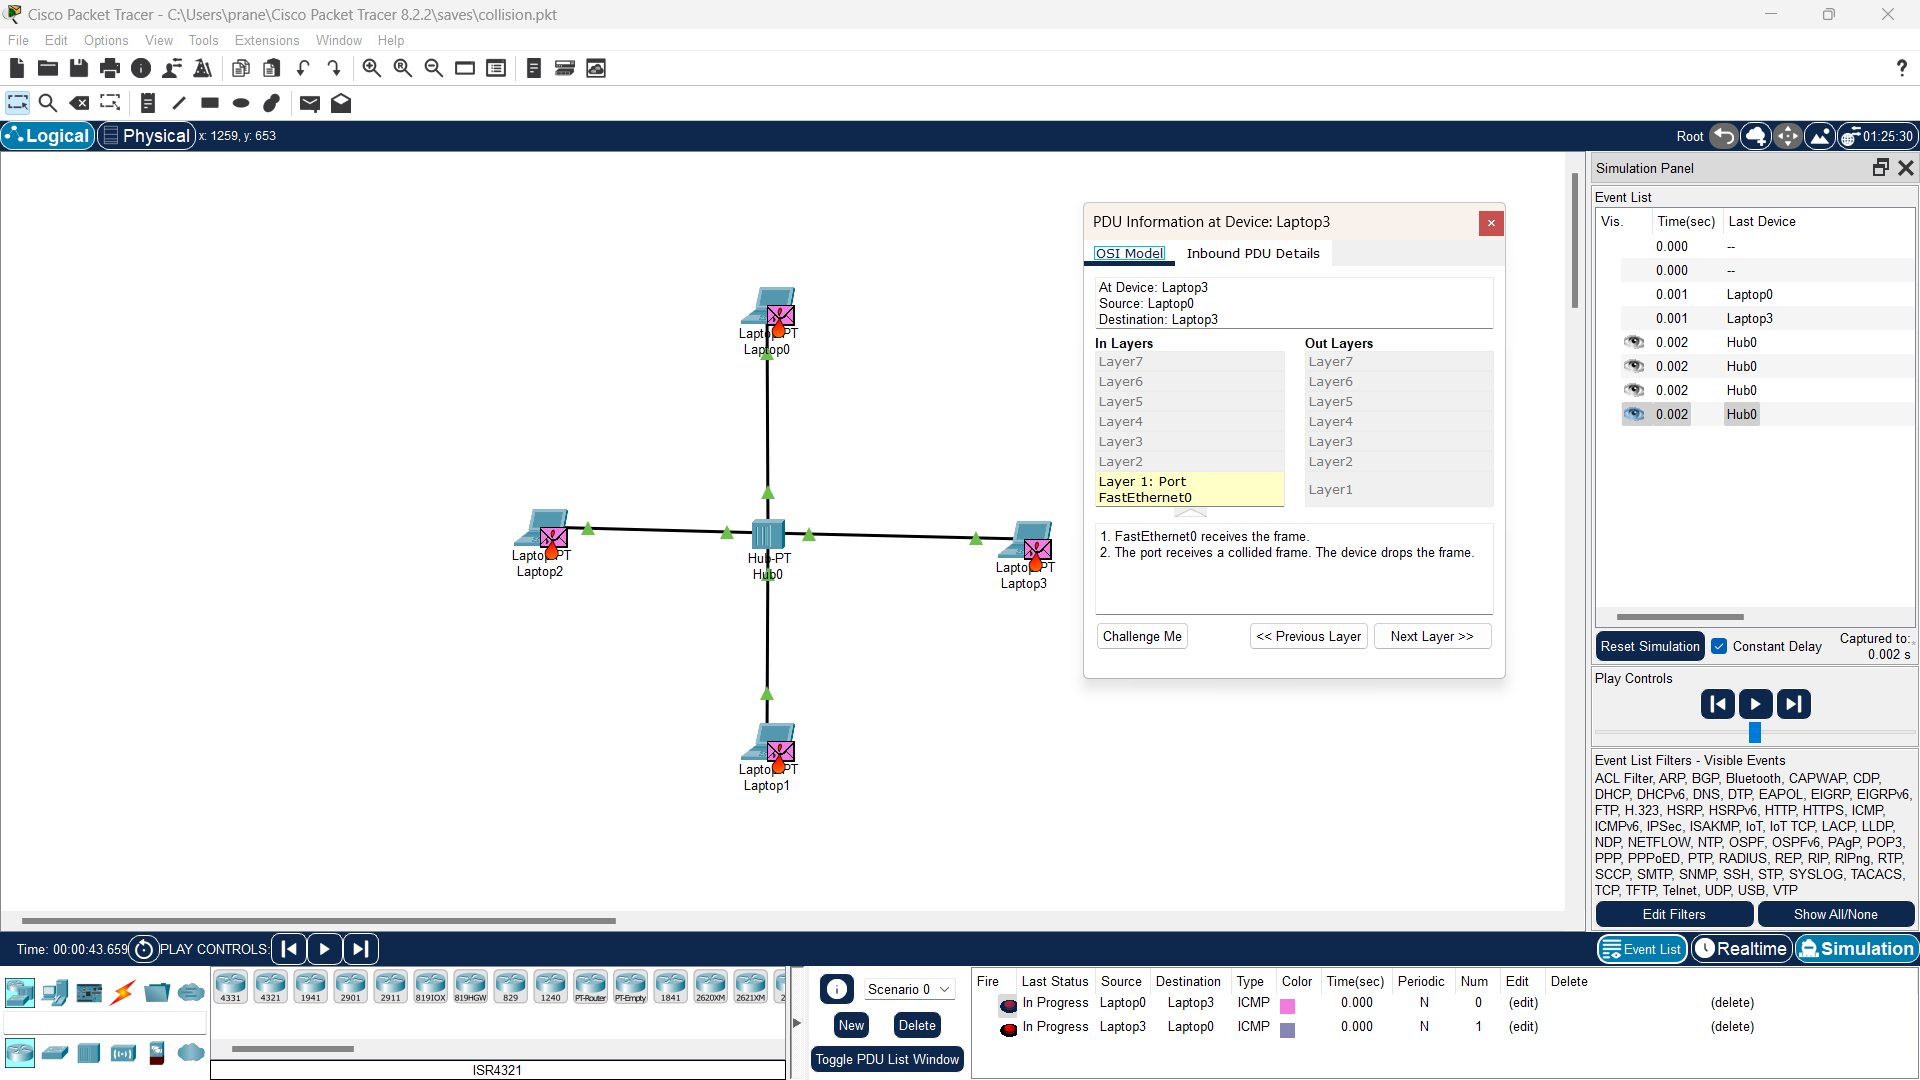 Cisco Packet Tracer - C:\Users\prane\Cisco Packet Tracer 8.2.2\saves\collision.pkt
File Edit Options View Tools Extensions Window Help
Logical Physical x: 1259, y: 653
Root 01:25:30
Laptop-PT
Laptop0
Laptop-PT
Laptop2
Hub-PT
Hub0
Laptop-PT
Laptop3
Laptop-PT
Laptop1
PDU Information at Device: Laptop3
OSI Model Inbound PDU Details
At Device: Laptop3
Source: Laptop0
Destination: Laptop3
In Layers Out Layers
Layer7 Layer7
Layer6 Layer6
Layer5 Layer5
Layer4 Layer4
Layer3 Layer3
Layer2 Layer2
Layer 1: Port
FastEthernet0 Layer1
1. FastEthernet0 receives the frame.
2. The port receives a collided frame. The device drops the frame.
Challenge Me << Previous Layer Next Layer >>
Simulation Panel
Event List
Vis. Time(sec) Last Device
0.000 --
0.000 --
0.001 Laptop0
0.001 Laptop3
0.002 Hub0
0.002 Hub0
0.002 Hub0
0.002 Hub0
Reset Simulation Constant Delay Captured to:
0.002 s
Play Controls
Event List Filters - Visible Events
ACL Filter, ARP, BGP, Bluetooth, CAPWAP, CDP,
DHCP, DHCPv6, DNS, DTP, EAPOL, EIGRP, EIGRPv6,
FTP, H.323, HSRP, HSRPv6, HTTP, HTTPS, ICMP,
ICMPv6, IPSec, ISAKMP, IoT, IoT TCP, LACP, LLDP,
NDP, NETFLOW, NTP, OSPF, OSPFv6, PAgP, POP3,
PPP, PPPoED, PTP, RADIUS, REP, RIP, RIPng, RTP,
SCCP, SMTP, SNMP, SSH, STP, SYSLOG, TACACS,
TCP, TFTP, Telnet, UDP, USB, VTP
Edit Filters Show All/None
Time: 00:00:43.659 PLAY CONTROLS:
Event List Realtime Simulation
4331 4321 1941 2901 2911 819IOX 819HGW 829 1240 PT-Router PT-Empty 1841 2620XM 2621XM 2
ISR4321
Scenario 0
New Delete
Toggle PDU List Window
Fire Last Status Source Destination Type Color Time(sec) Periodic Num Edit Delete
In Progress Laptop0 Laptop3 ICMP 0.000 N 0 (edit) (delete)
In Progress Laptop3 Laptop0 ICMP 0.000 N 1 (edit) (delete)